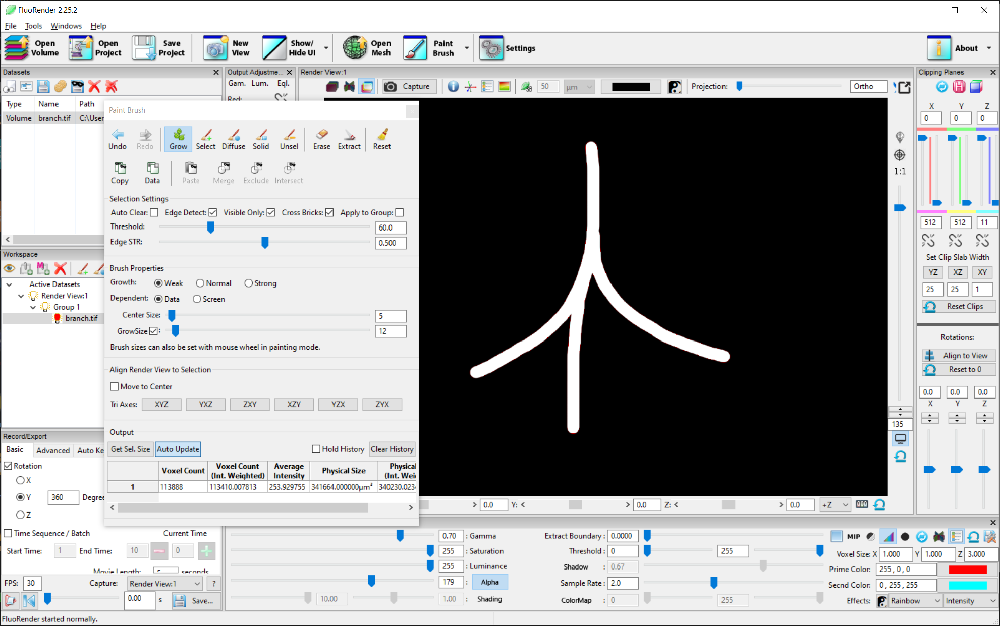 FluoRender 2.25.2
File Tools Windows Help
Open Volume Open Project Save Project New View Show/ Hide UI Open Mesh Paint Brush Settings About
Datasets
Type Name Path
Volume branch.tif C:\User
Output Adjustme...
Gam. Lum. Eql.
Red:
Render View:1
SB 50 µm Capture Projection: Ortho
Paint Brush
Undo Redo Grow Select Diffuse Solid Unsel Erase Extract Reset
Copy Data Paste Merge Exclude Intersect
Selection Settings
Auto Clear: Edge Detect: Visible Only: Cross Bricks: Apply to Group:
Threshold: 60.0
Edge STR: 0.500
Brush Properties
Growth: Weak Normal Strong
Dependent: Data Screen
Center Size: 5
GrowSize : 12
Brush sizes can also be set with mouse wheel in painting mode.
Align Render View to Selection
Move to Center
Tri Axes: XYZ YXZ ZXY XZY YZX ZYX
Output
Get Sel. Size Auto Update Hold History Clear History
Voxel Count Voxel Count (Int. Weighted) Average Intensity Physical Size Physical (Int. Wei
1 113888 113410.007813 253.929755 341664.000000µm³ 340230.0234
Workspace
Active Datasets
Render View:1
Group 1
branch.tif
Record/Export
Basic Advanced Auto Ke
Rotation
X
Y 360 Degree
Z
Time Sequence / Batch Current Time
Start Time: 1 End Time: 10 0
Movie Length: 5 seconds
FPS: 30 Capture: Render View:1 ?
0.00 s Save...
FluoRender started normally.
1:1
135
0.0 Y: < > 0.0 Z: < > 0.0 +Z 000
Clipping Planes
X Y Z
0 0 0
512 512 11
Set Clip Slab Width
YZ XZ XY
25 25 1
Reset Clips
Rotations:
Align to View
Reset to 0
0.0 0.0 0.0
X Y Z
0.70 : Gamma Extract Boundary : 0.0000 MIP
255 : Saturation Threshold : 0 255 Voxel Size: X 1.000 Y 1.000 Z 3.000
255 : Luminance Shadow : 0.67 Prime Color: 255 , 0 , 0
179 : Alpha Sample Rate : 2.0 Secnd Color: 0 , 255 , 255
10.00 1.00 : Shading ColorMap : 0 255 Effects: Rainbow Intensity